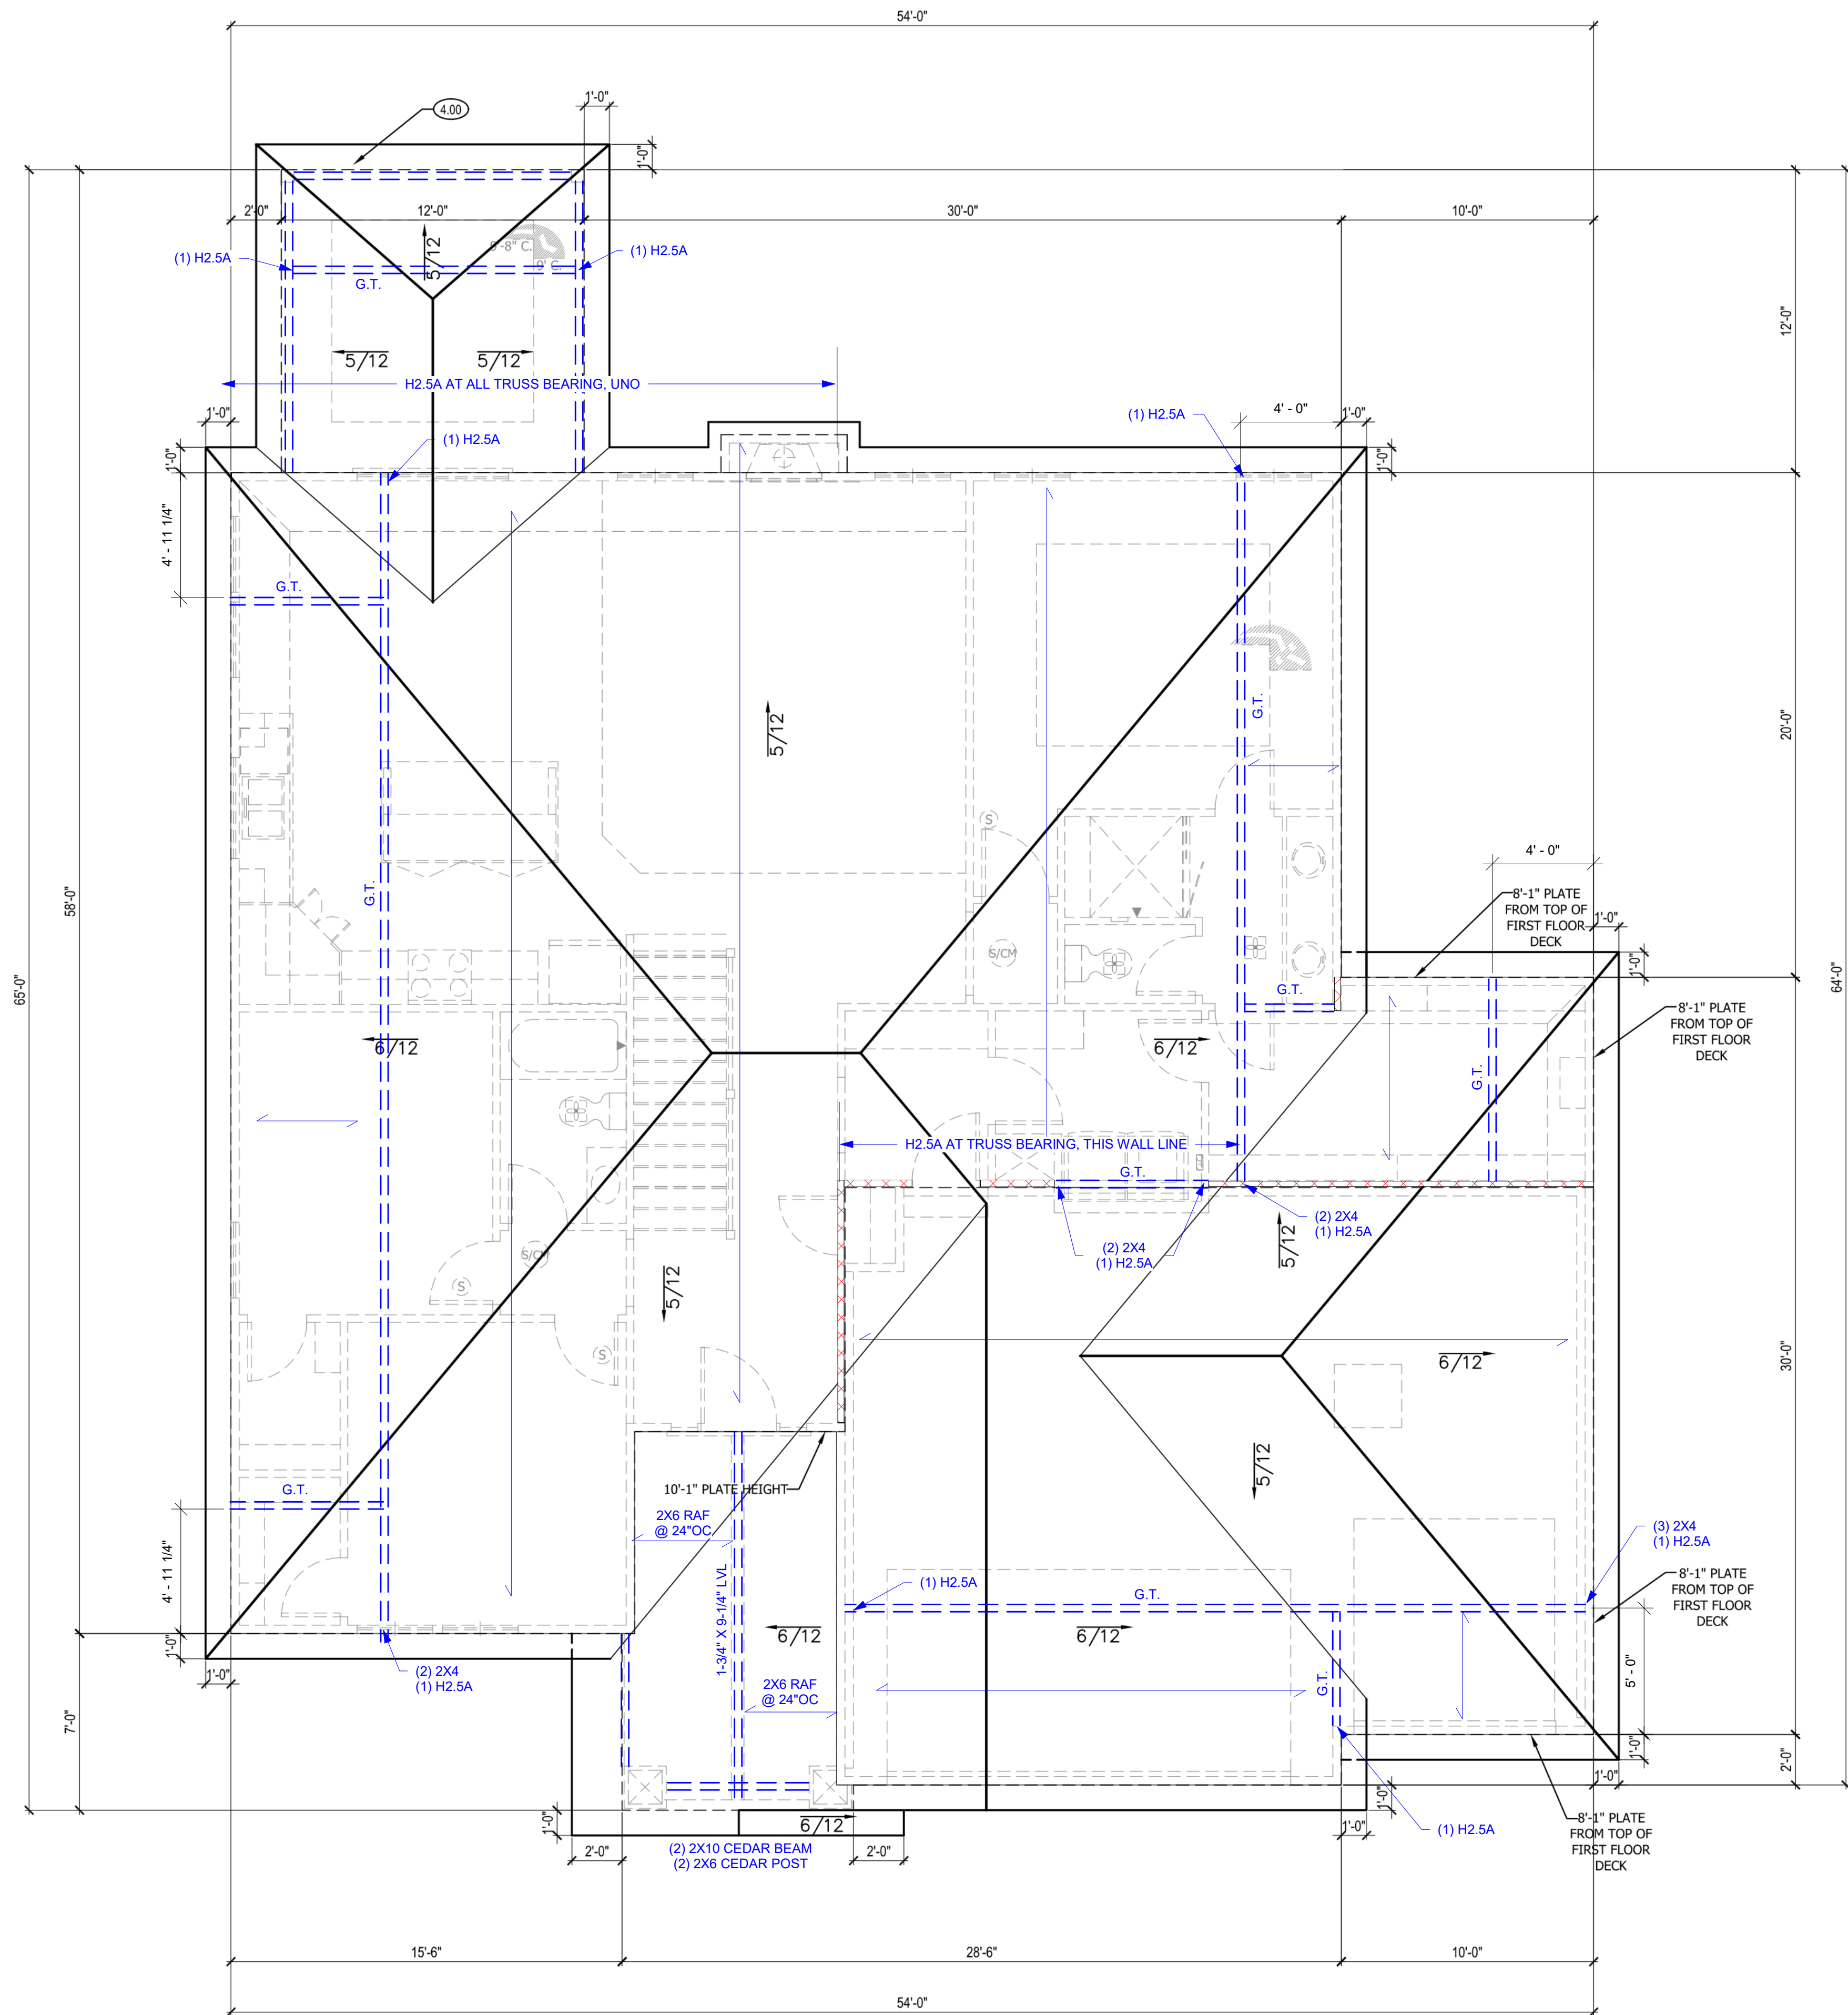 54'-0"
4.00
1'-0"
1'-0"
2'-0"
12'-0"
30'-0"
10'-0"
9'-8" C.
9' C.
5/12
(1) H2.5A
(1) H2.5A
G.T.
12'-0"
5/12
5/12
H2.5A AT ALL TRUSS BEARING, UNO
1'-0"
(1) H2.5A
(1) H2.5A
4' - 0"
1'-0"
1'-0"
1'-0"
4' - 11 1/4"
G.T.
G.T.
5/12
20'-0"
S
4' - 0"
58'-0"
G.T.
8'-1" PLATE
FROM TOP OF
FIRST FLOOR
DECK
1'-0"
1'-0"
S/CM
65'-0"
64'-0"
G.T.
8'-1" PLATE
FROM TOP OF
FIRST FLOOR
DECK
6/12
6/12
G.T.
H2.5A AT TRUSS BEARING, THIS WALL LINE
G.T.
(2) 2X4
(1) H2.5A
(2) 2X4
(1) H2.5A
5/12
S/CM
S
5/12
S
6/12
30'-0"
5/12
10'-1" PLATE HEIGHT
G.T.
2X6 RAF
@ 24"OC
4' - 11 1/4"
(3) 2X4
(1) H2.5A
8'-1" PLATE
FROM TOP OF
FIRST FLOOR
DECK
(1) H2.5A
G.T.
1-3/4" X 9-1/4" LVL
6/12
6/12
1'-0"
1'-0"
(2) 2X4
(1) H2.5A
2X6 RAF
@ 24"OC
G.T.
5' - 0"
7'-0"
1'-0"
2'-0"
1'-0"
1'-0"
1'-0"
6/12
8'-1" PLATE
FROM TOP OF
FIRST FLOOR
DECK
(1) H2.5A
1'-0"
2'-0"
(2) 2X10 CEDAR BEAM
(2) 2X6 CEDAR POST
2'-0"
15'-6"
28'-6"
10'-0"
54'-0"